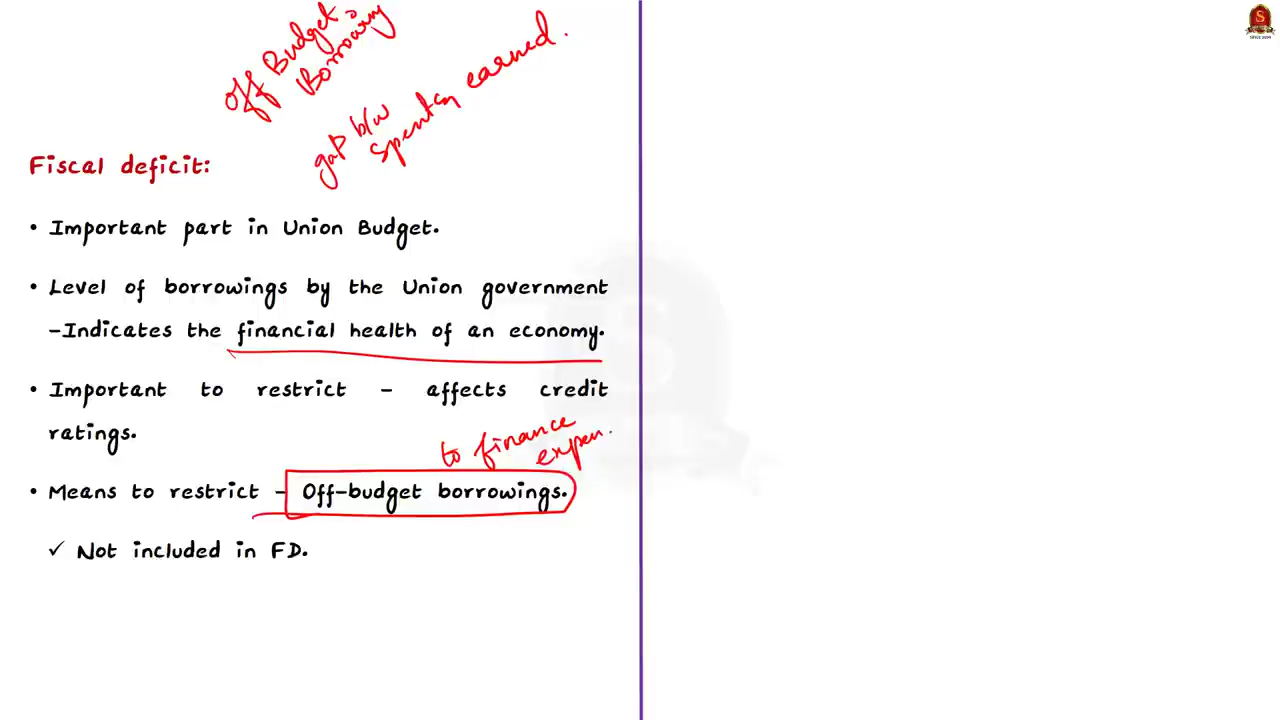 Off Budget
Borrowing
gap b/w
spent & earned.
Fiscal deficit:
• Important part in Union Budget.
• Level of borrowings by the Union government
-Indicates the financial health of an economy.
• Important to restrict - affects credit
ratings.
to finance
expen.
• Means to restrict - Off-budget borrowings.
✓ Not included in FD.